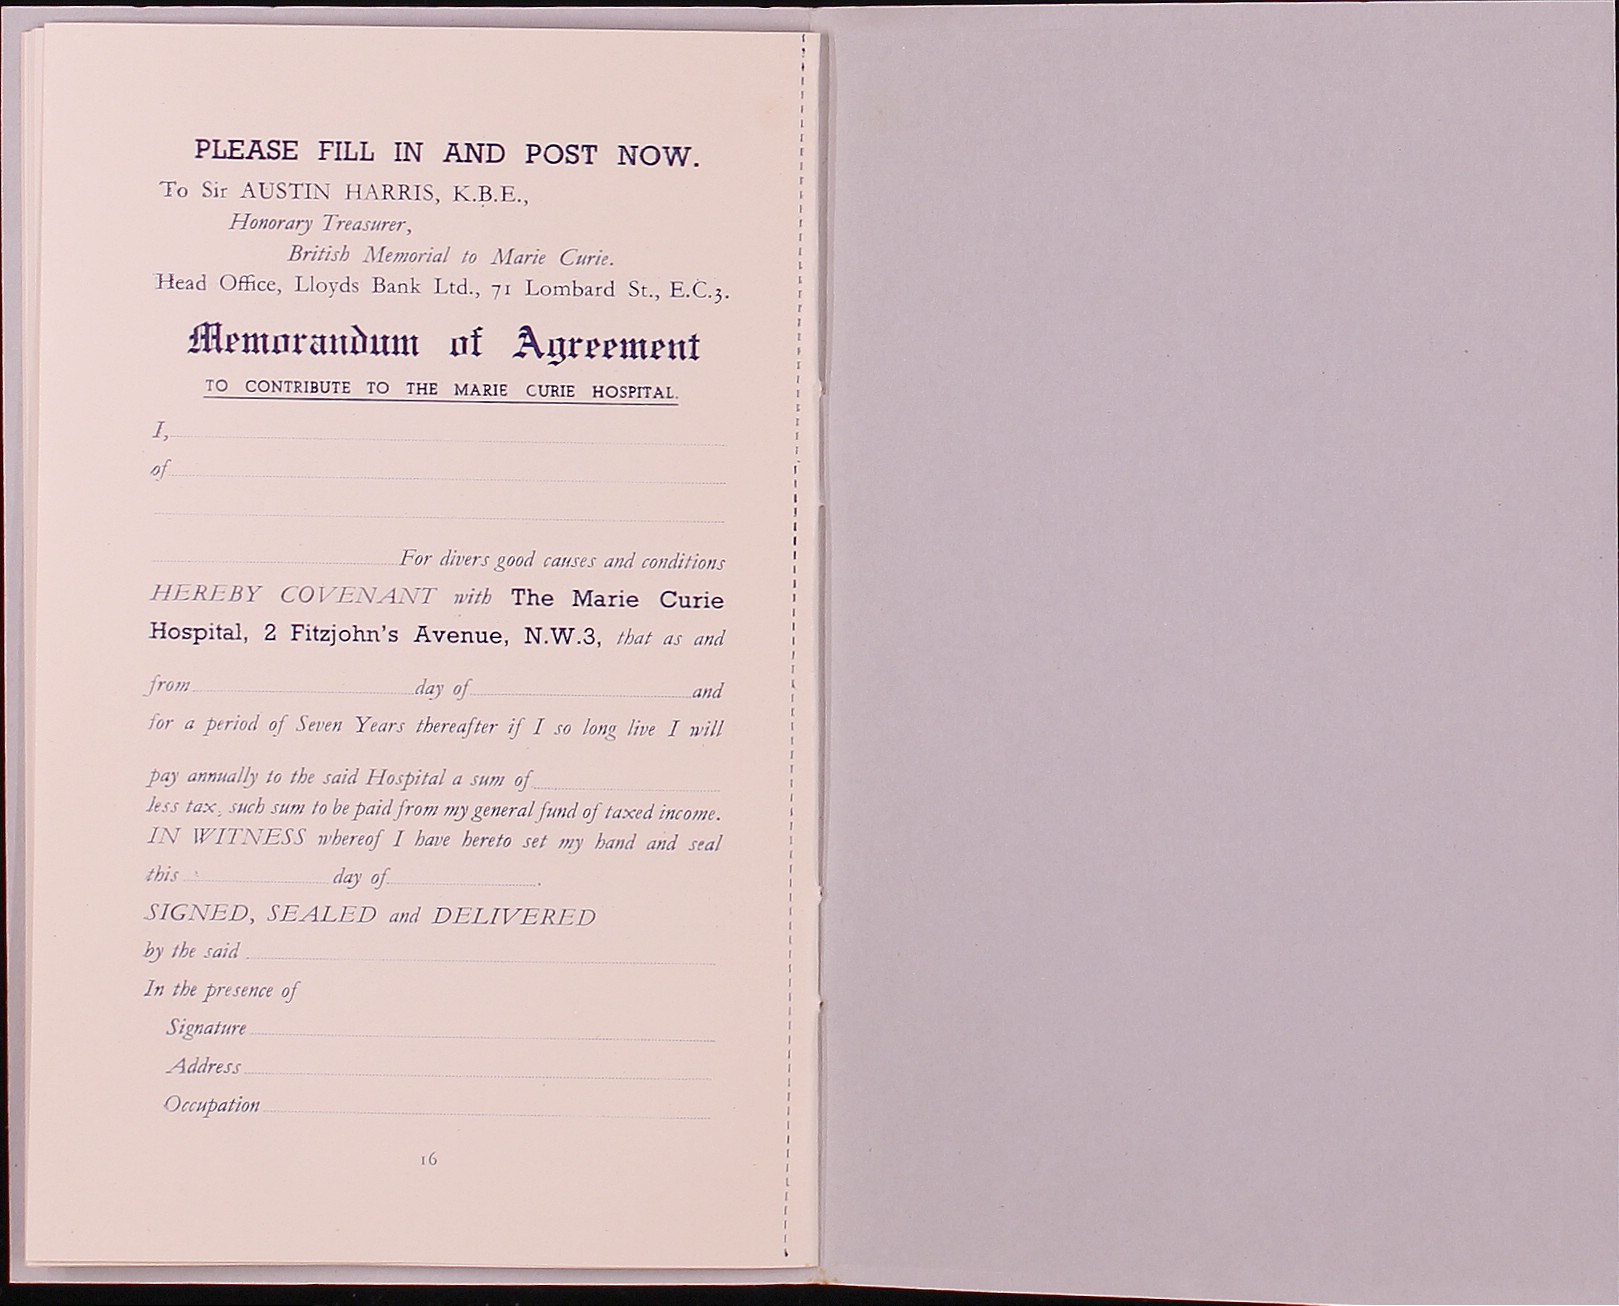 PLEASE FILL IN AND POST NOW.
To Sir AUSTIN HARRIS, K.B.E.,
Honorary Treasurer,
British Memorial to Marie Curie.
Head Office, Lloyds Bank Ltd., 71 Lombard St., E.C.3.
Memorandum of Agreement
TO CONTRIBUTE TO THE MARIE CURIE HOSPITAL.
I,
of
For divers good causes and conditions
HEREBY COVENANT with The Marie Curie
Hospital, 2 Fitzjohn's Avenue, N.W.3, that as and
from day of and
for a period of Seven Years thereafter if I so long live I will
pay annually to the said Hospital a sum of
less tax, such sum to be paid from my general fund of taxed income.
IN WITNESS whereof I have hereto set my hand and seal
this day of .
SIGNED, SEALED and DELIVERED
by the said
In the presence of
Signature
Address
Occupation
16